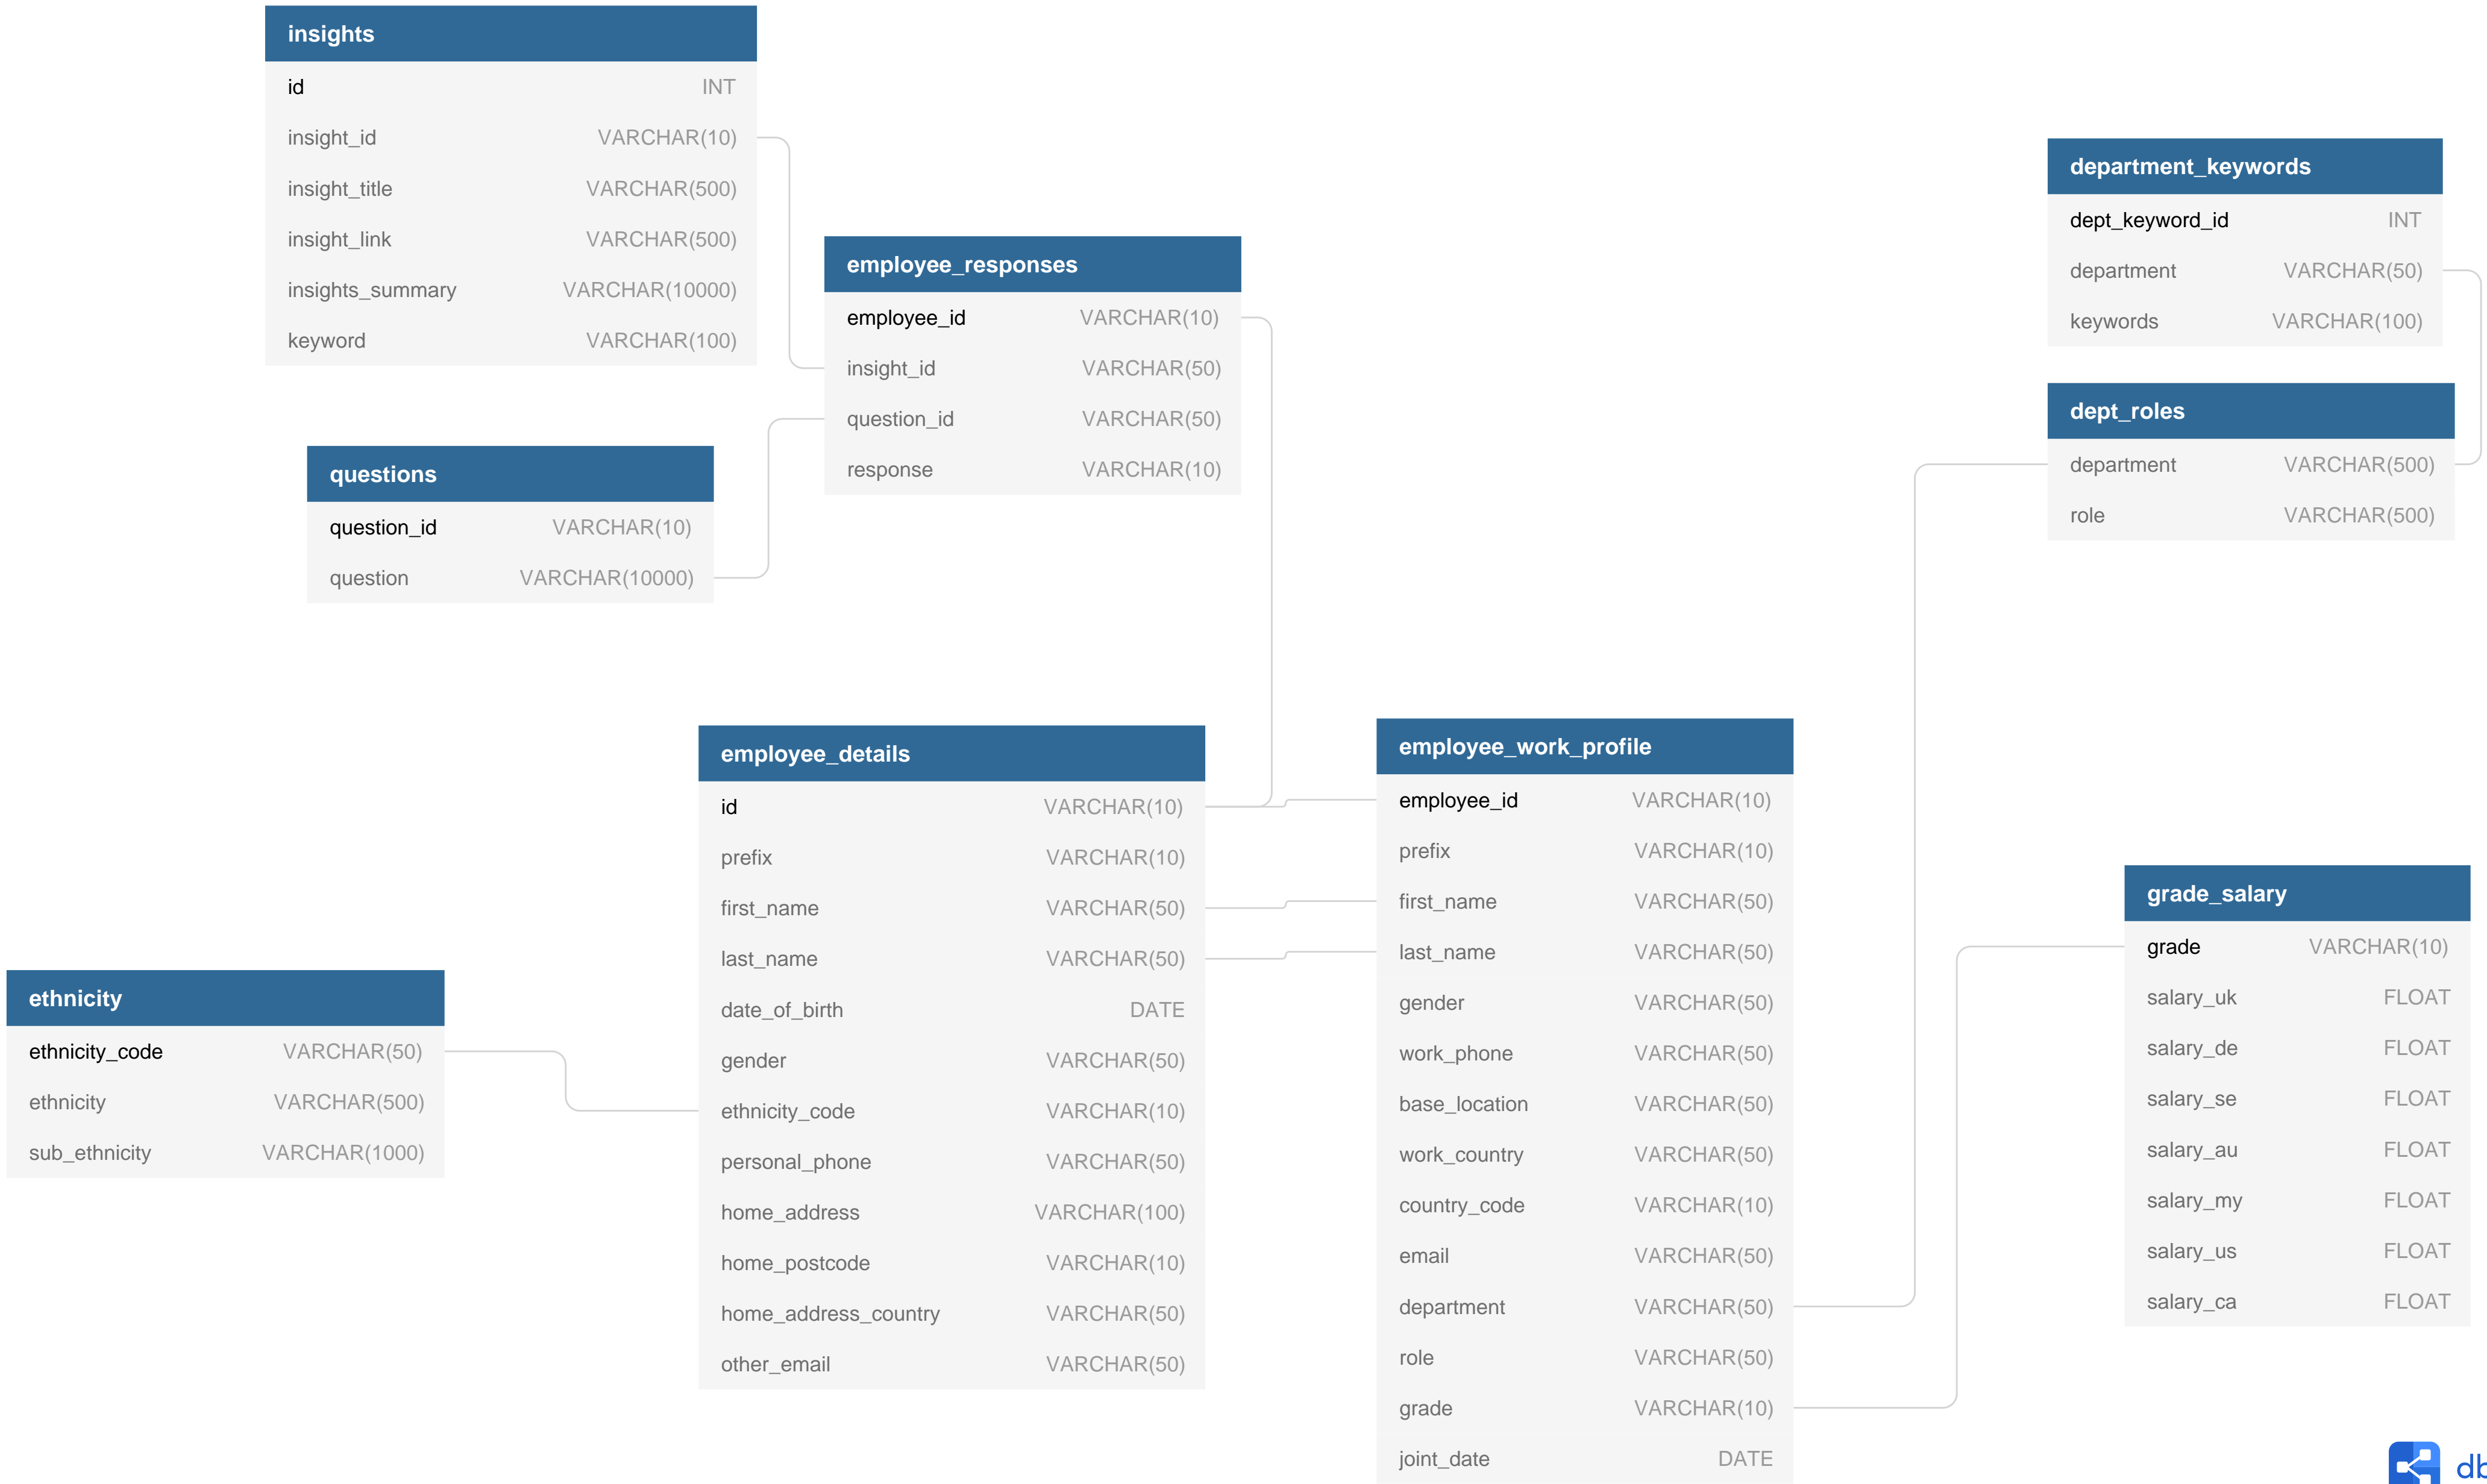 insights
id INT
insight_id VARCHAR(10)
insight_title VARCHAR(500)
insight_link VARCHAR(500)
insights_summary VARCHAR(10000)
keyword VARCHAR(100)
department_keywords
dept_keyword_id INT
department VARCHAR(50)
keywords VARCHAR(100)
employee_responses
employee_id VARCHAR(10)
insight_id VARCHAR(50)
question_id VARCHAR(50)
response VARCHAR(10)
dept_roles
department VARCHAR(500)
role VARCHAR(500)
questions
question_id VARCHAR(10)
question VARCHAR(10000)
employee_details
id VARCHAR(10)
prefix VARCHAR(10)
first_name VARCHAR(50)
last_name VARCHAR(50)
date_of_birth DATE
gender VARCHAR(50)
ethnicity_code VARCHAR(10)
personal_phone VARCHAR(50)
home_address VARCHAR(100)
home_postcode VARCHAR(10)
home_address_country VARCHAR(50)
other_email VARCHAR(50)
employee_work_profile
employee_id VARCHAR(10)
prefix VARCHAR(10)
first_name VARCHAR(50)
last_name VARCHAR(50)
gender VARCHAR(50)
work_phone VARCHAR(50)
base_location VARCHAR(50)
work_country VARCHAR(50)
country_code VARCHAR(10)
email VARCHAR(50)
department VARCHAR(50)
role VARCHAR(50)
grade VARCHAR(10)
joint_date DATE
grade_salary
grade VARCHAR(10)
salary_uk FLOAT
salary_de FLOAT
salary_se FLOAT
salary_au FLOAT
salary_my FLOAT
salary_us FLOAT
salary_ca FLOAT
ethnicity
ethnicity_code VARCHAR(50)
ethnicity VARCHAR(500)
sub_ethnicity VARCHAR(1000)